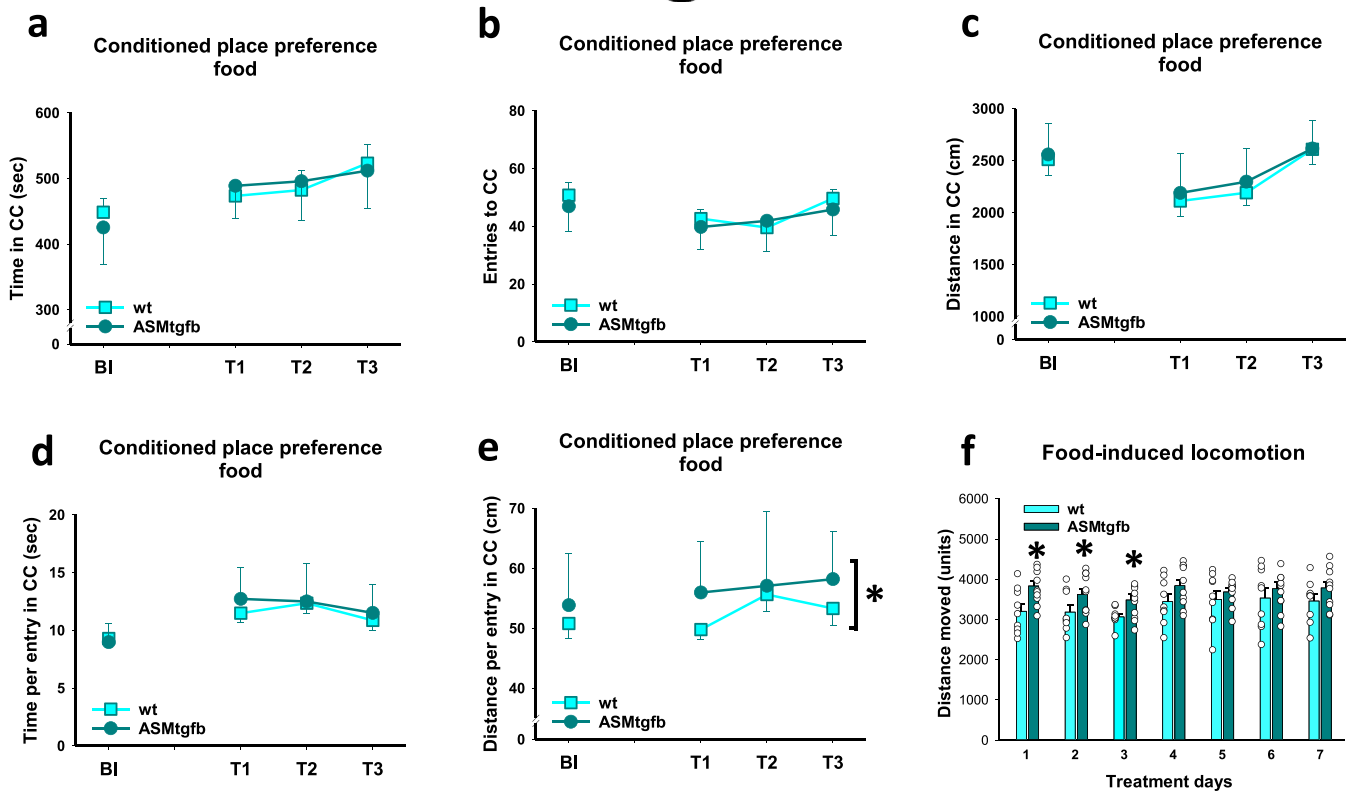 a
Conditioned place preference
food
Time in CC (sec)
600
500
400
300
0
wt
ASMtgfb
BI
T1
T2
T3
b
Conditioned place preference
food
Entries to CC
80
60
40
20
0
wt
ASMtgfb
BI
T1
T2
T3
c
Conditioned place preference
food
Distance in CC (cm)
3000
2500
2000
1500
1000
0
wt
ASMtgfb
BI
T1
T2
T3
d
Conditioned place preference
food
Time per entry in CC (sec)
20
15
10
5
0
wt
ASMtgfb
BI
T1
T2
T3
e
Conditioned place preference
food
Distance per entry in CC (cm)
70
60
50
40
0
wt
ASMtgfb
*
BI
T1
T2
T3
f
Food-induced locomotion
Distance moved (units)
6000
5000
4000
3000
2000
1000
0
wt
ASMtgfb
* * *
1 2 3 4 5 6 7
Treatment days